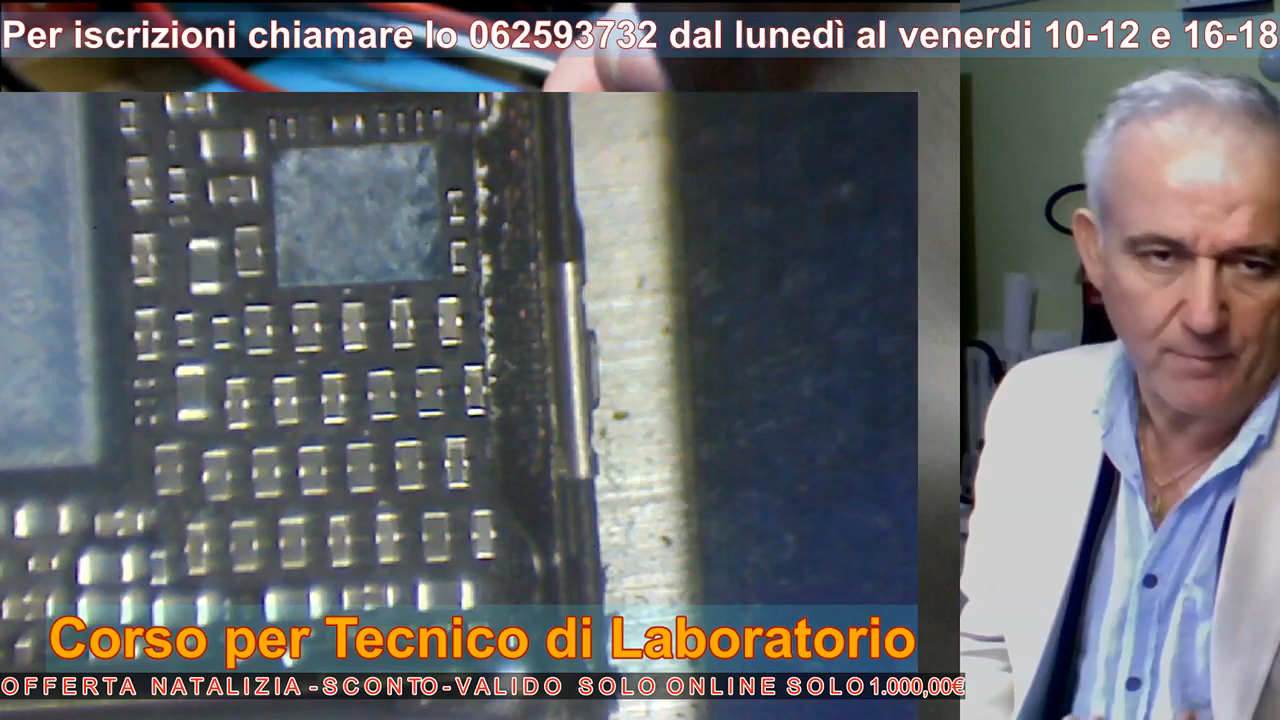 Per iscrizioni chiamare lo 062593732 dal lunedì al venerdi 10-12 e 16-18
Corso per Tecnico di Laboratorio
OFFERTA NATALIZIA -SCONTO-VALIDO SOLO ONLINE SOLO 1.000,00€